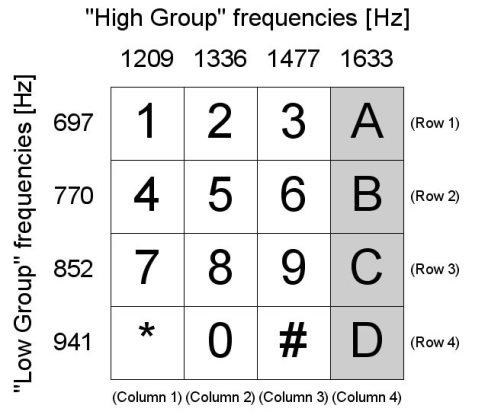 "High Group" frequencies [Hz]
1209 1336 1477 1633
"Low Group" frequencies [Hz]
697 1 2 3 A (Row 1)
770 4 5 6 B (Row 2)
852 7 8 9 C (Row 3)
941 * 0 # D (Row 4)
(Column 1) (Column 2) (Column 3) (Column 4)